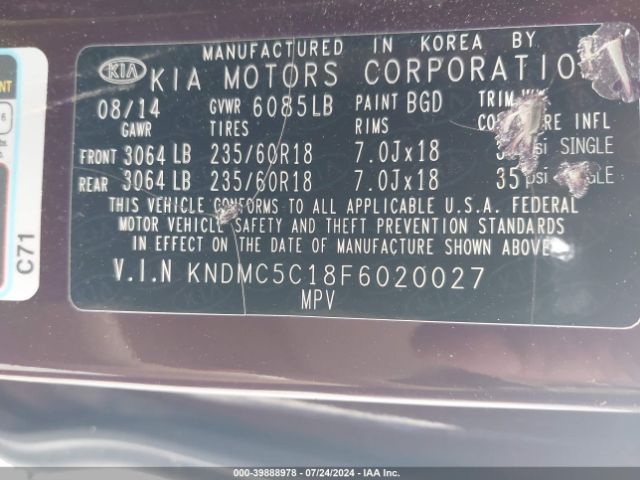 MANUFACTURED IN KOREA BY
KIA KIA MOTORS CORPORATION
08/14 GVWR 6085LB PAINT BGD TRIM
GAWR TIRES RIMS INFL
FRONT 3064 LB 235/60R18 7.0Jx18 psi SINGLE
REAR 3064 LB 235/60R18 7.0Jx18 35 psi
THIS VEHICLE CONFORMS TO ALL APPLICABLE U.S.A. FEDERAL
MOTOR VEHICLE SAFETY AND THEFT PREVENTION STANDARDS
IN EFFECT ON THE DATE OF MANUFACTURE SHOWN ABOVE
V.I.N KNDMC5C18F6020027
MPV
C71
000-39888978 - 07/24/2024 - IAA Inc.